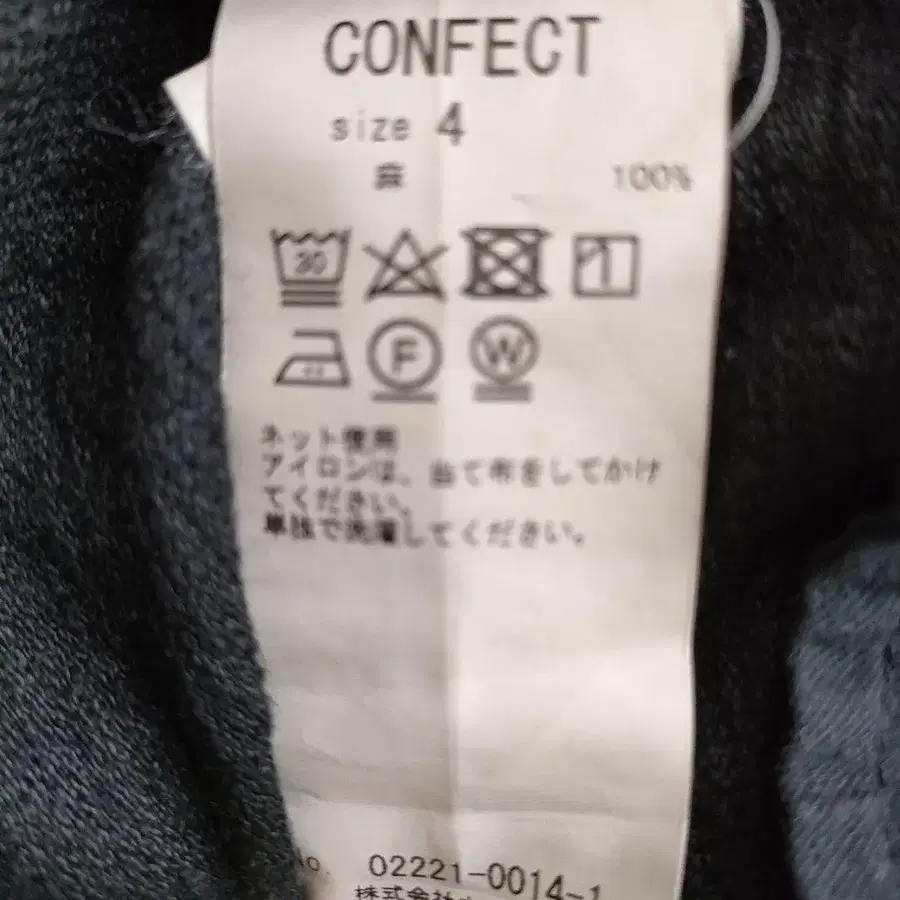 CONFECT
size 4
麻 100%
30
F W
ネット使用
アイロンは、当て布をしてかけ
てください。
単独で洗濯してください。
No. 02221-0014-1
株式会社